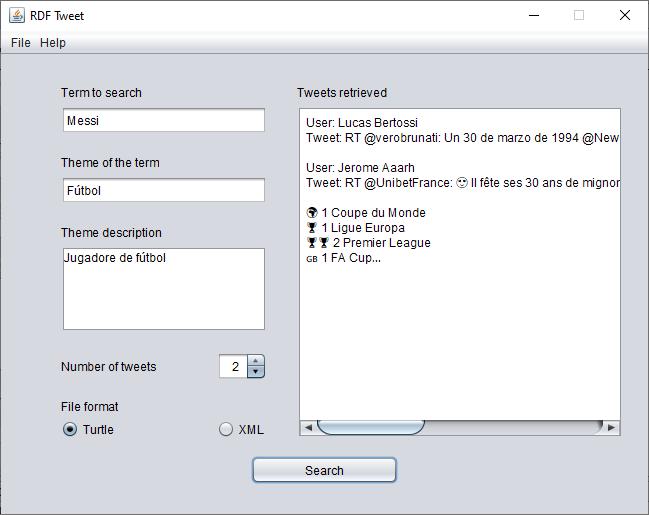 RDF Tweet
File Help
Term to search
Messi
Theme of the term
Fútbol
Theme description
Jugadore de fútbol
Number of tweets
2
File format
Turtle
XML
Tweets retrieved
User: Lucas Bertossi
Tweet: RT @verobrunati: Un 30 de marzo de 1994 @New
User: Jerome Aaarh
Tweet: RT @UnibetFrance: 🙂 Il fête ses 30 ans de mignor
🌍 1 Coupe du Monde
🏆 1 Ligue Europa
🏆🏆 2 Premier League
GB 1 FA Cup...
Search